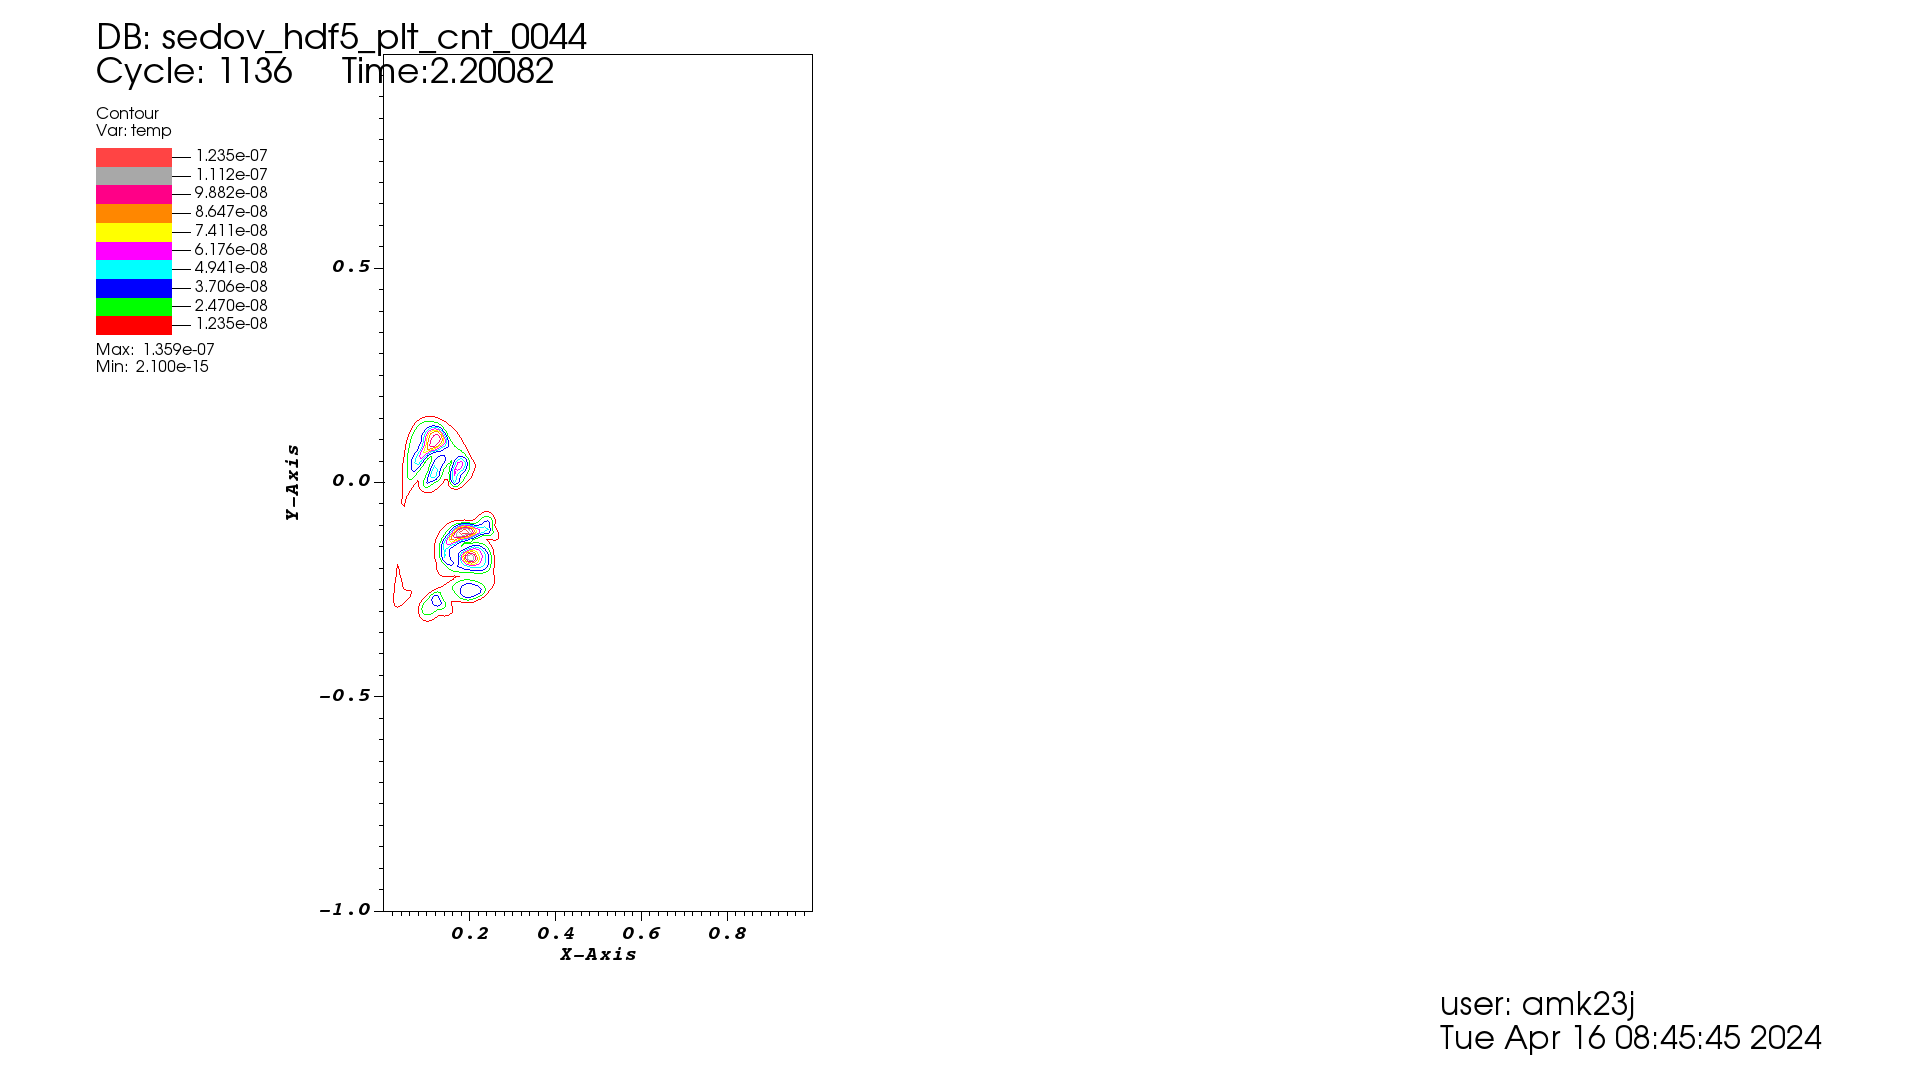 DB: sedov_hdf5_plt_cnt_0044
Cycle: 1136 Time:2.20082
Contour
Var: temp
1.235e-07
1.112e-07
9.882e-08
8.647e-08
7.411e-08
6.176e-08
4.941e-08
3.706e-08
2.470e-08
1.235e-08
Max: 1.359e-07
Min: 2.100e-15
0.5
0.0
-0.5
-1.0
Y-Axis
0.2 0.4 0.6 0.8
X-Axis
user: amk23j
Tue Apr 16 08:45:45 2024